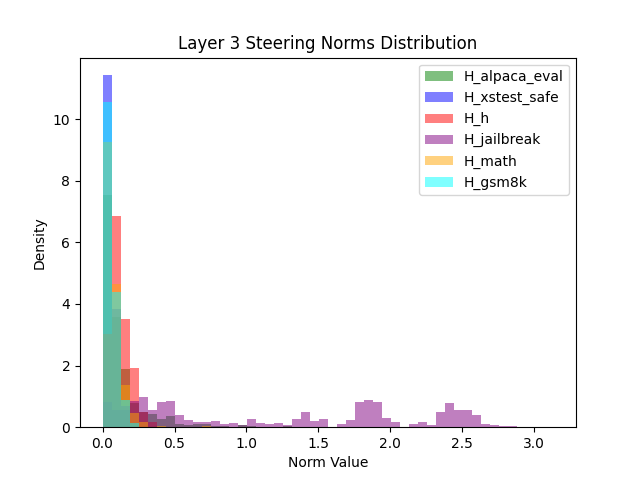 Layer 3 Steering Norms Distribution
H_alpaca_eval
H_xstest_safe
H_h
H_jailbreak
H_math
H_gsm8k
Density
10
8
6
4
2
0
0.0 0.5 1.0 1.5 2.0 2.5 3.0
Norm Value